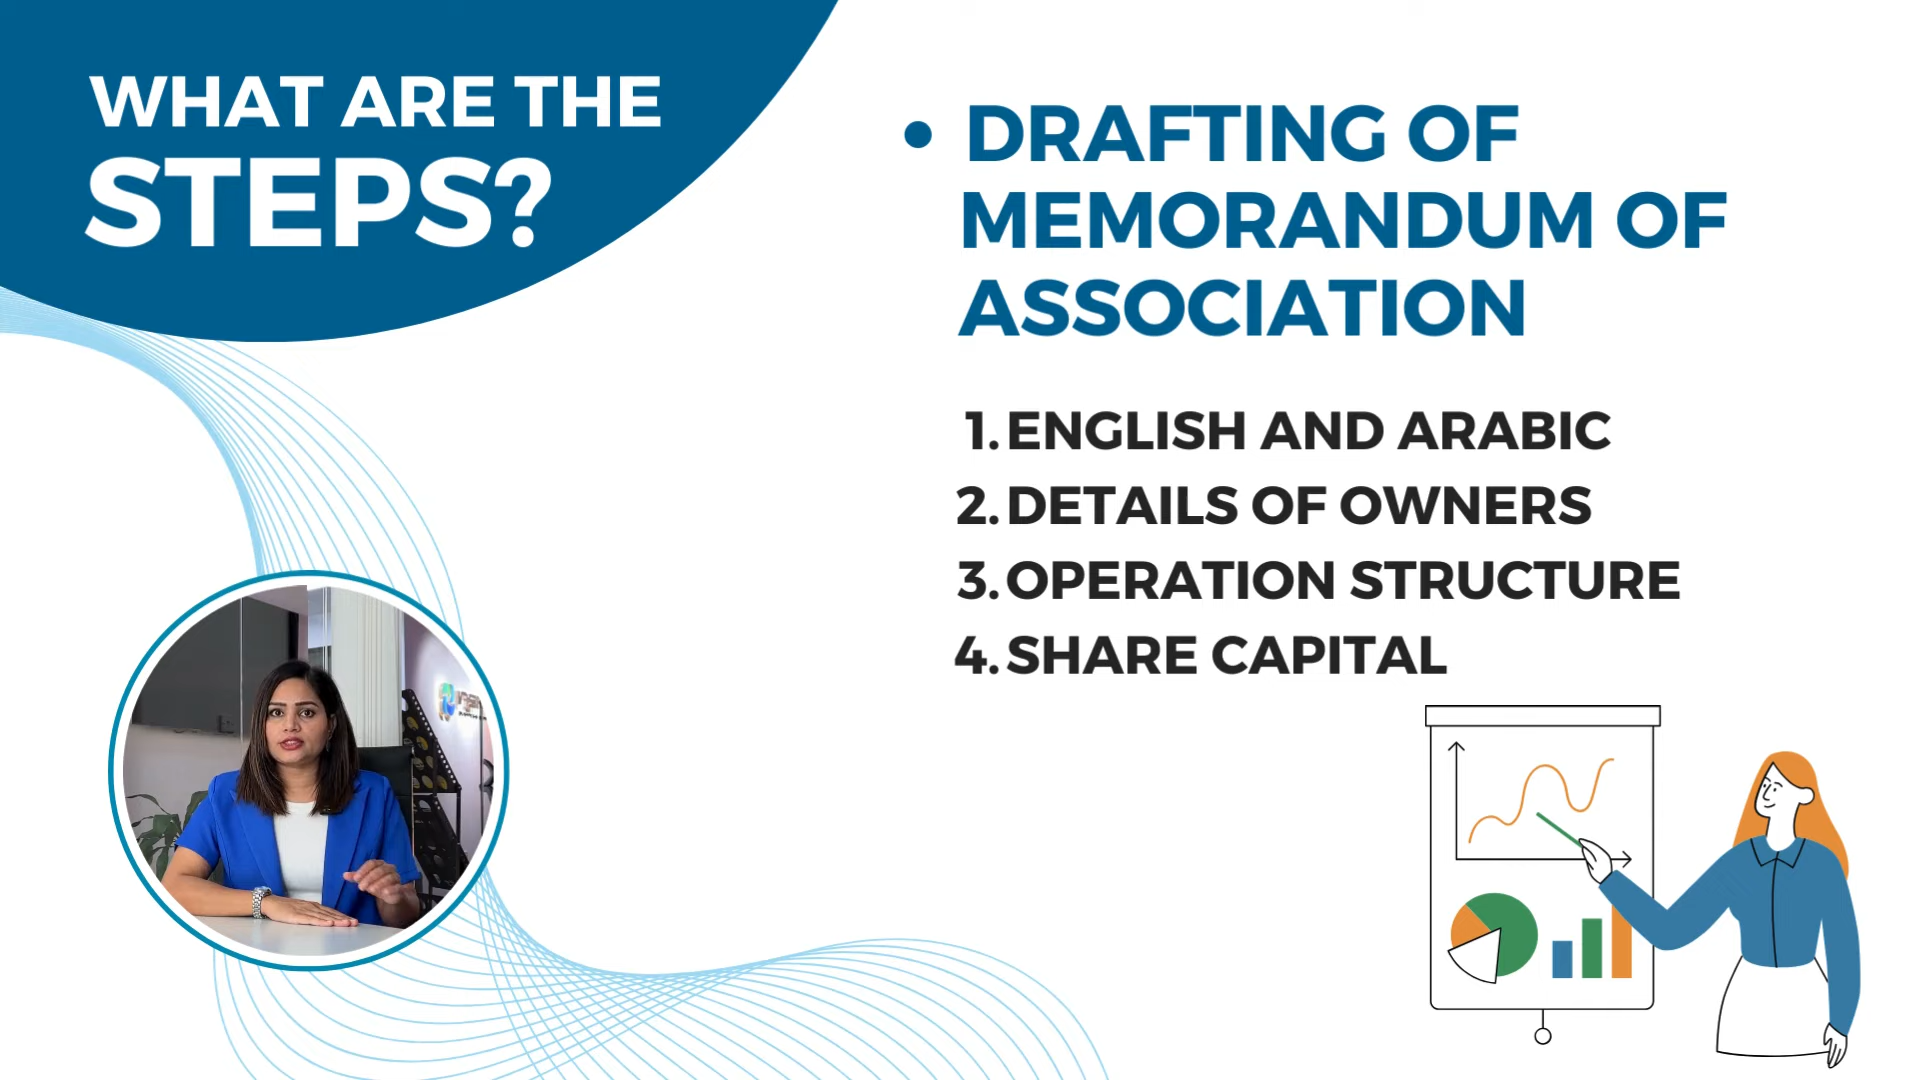 WHAT ARE THE
STEPS?
• DRAFTING OF
MEMORANDUM OF
ASSOCIATION
1. ENGLISH AND ARABIC
2. DETAILS OF OWNERS
3. OPERATION STRUCTURE
4. SHARE CAPITAL